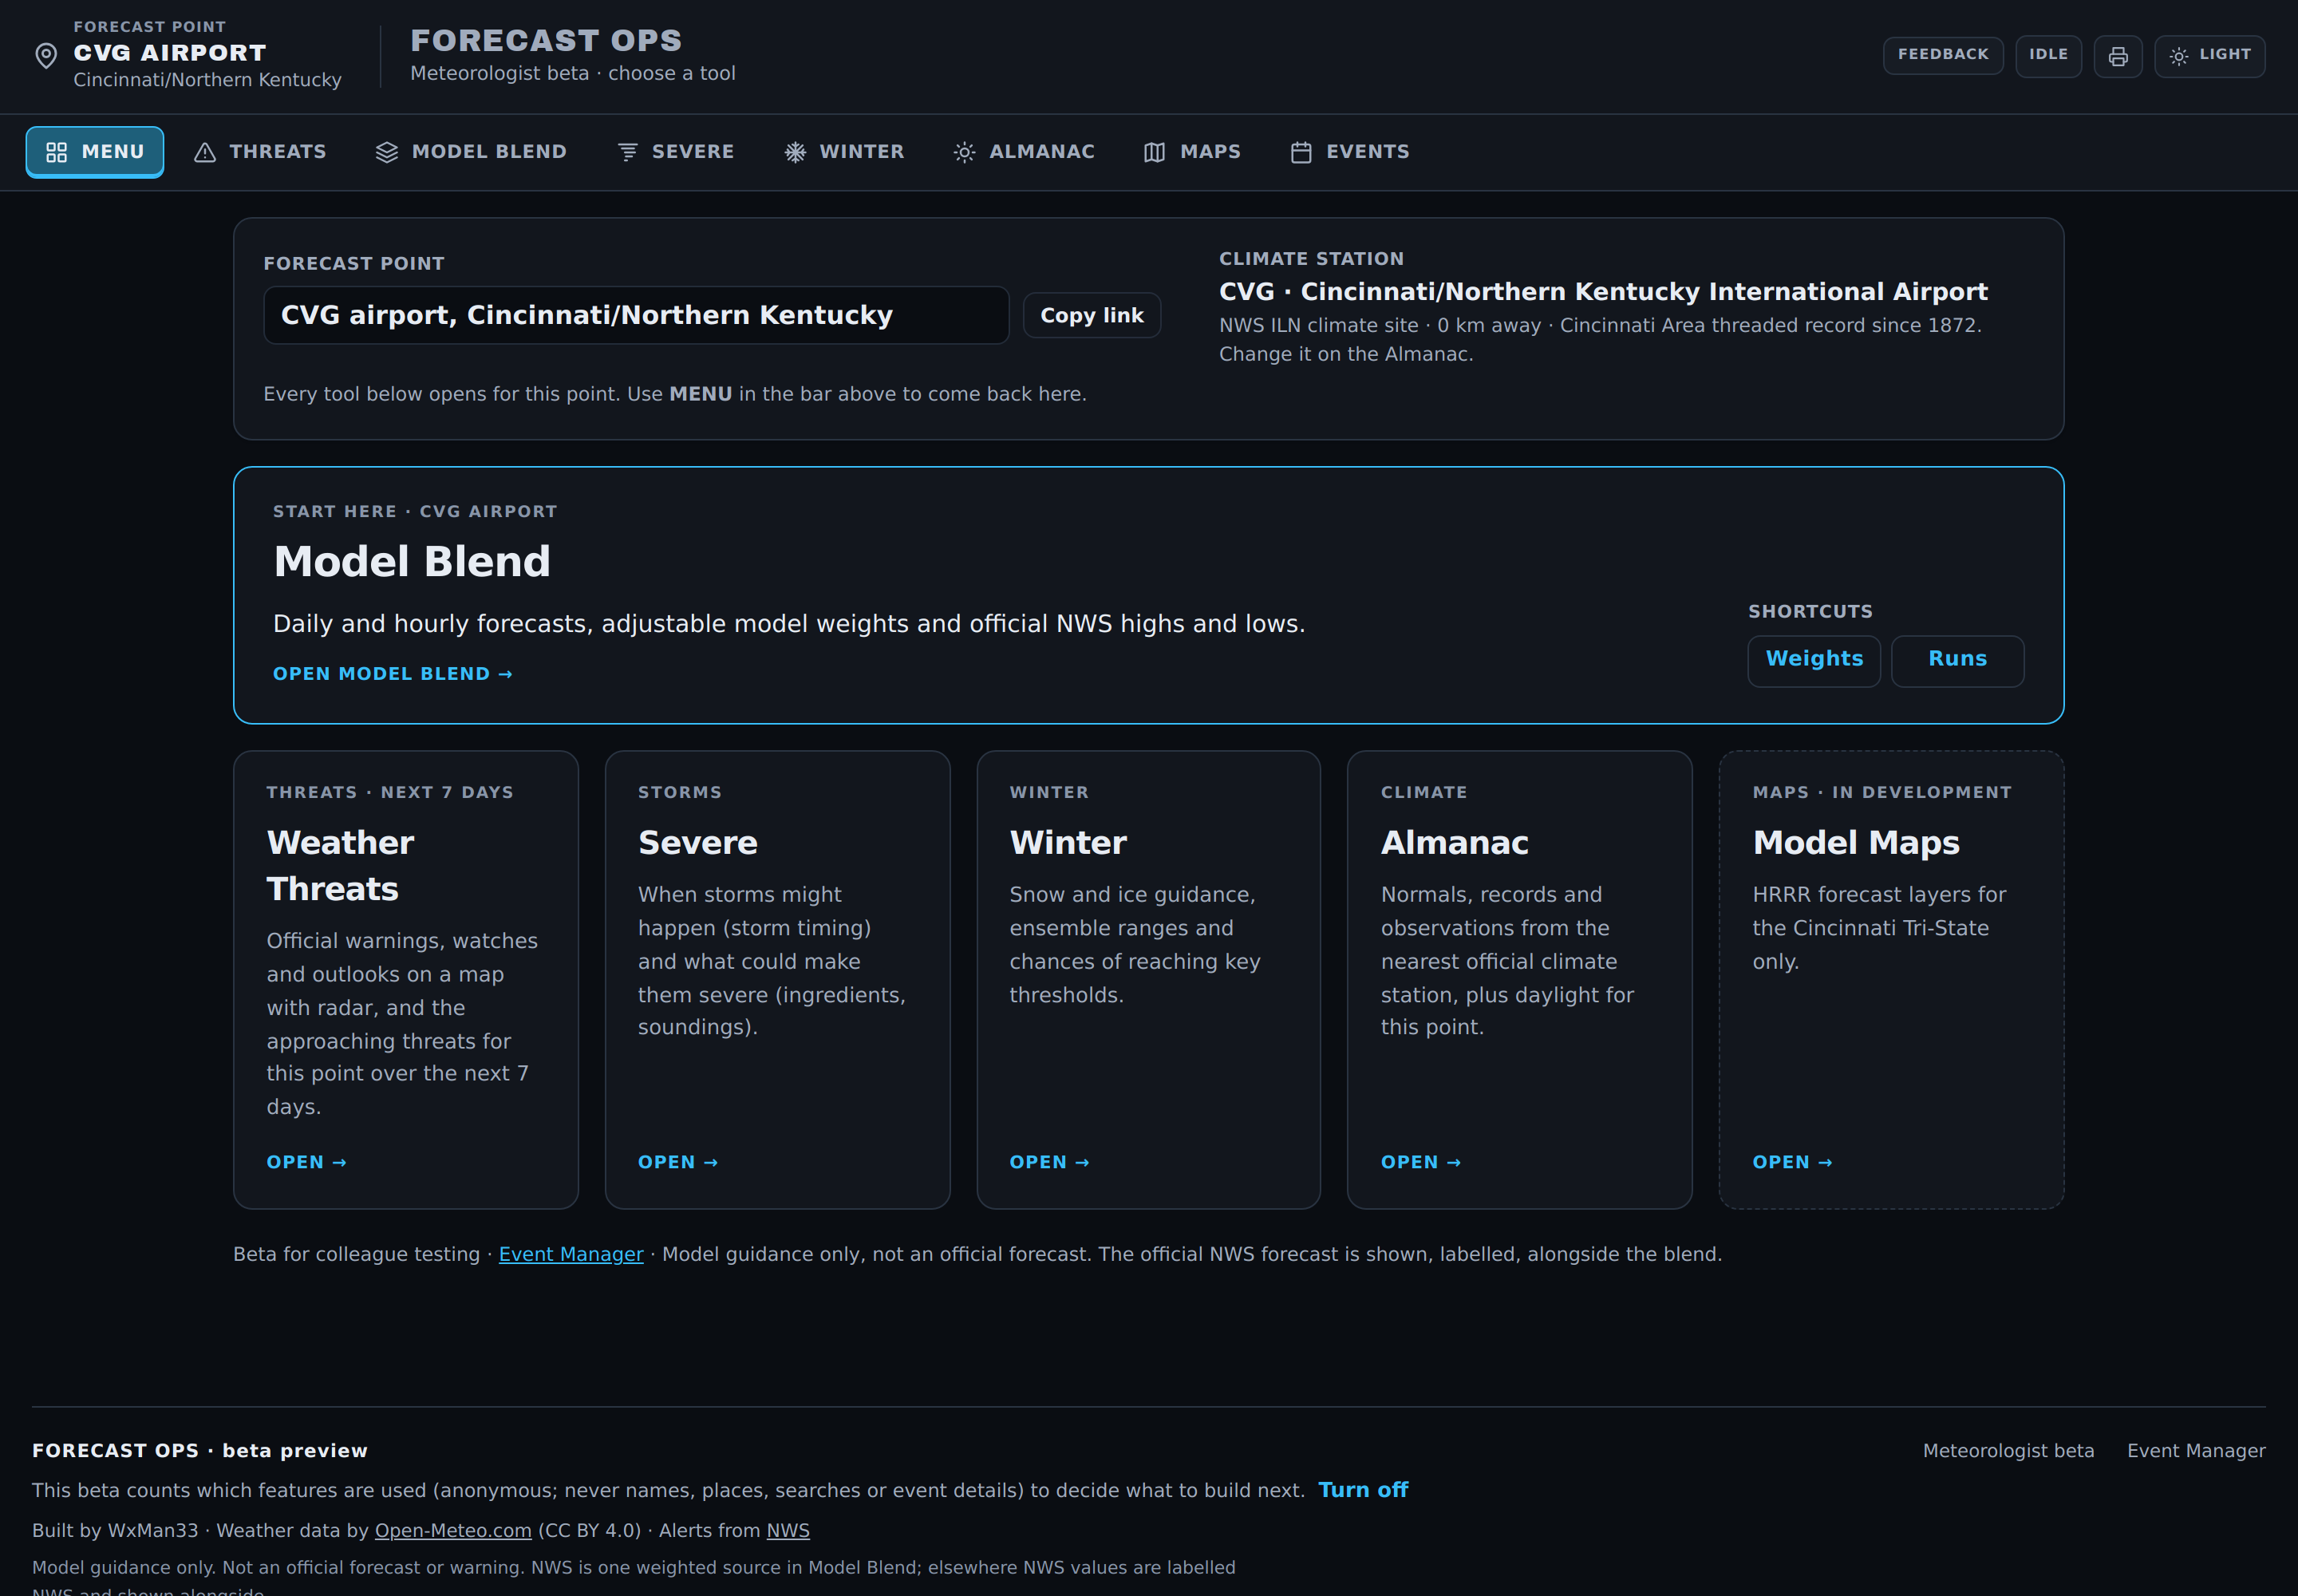 FORECAST POINT
CVG AIRPORT
Cincinnati/Northern Kentucky
FORECAST OPS
Meteorologist beta · choose a tool
FEEDBACK
IDLE
LIGHT
MENU
THREATS
MODEL BLEND
SEVERE
WINTER
ALMANAC
MAPS
EVENTS
FORECAST POINT
CVG airport, Cincinnati/Northern Kentucky
Copy link
Every tool below opens for this point. Use MENU in the bar above to come back here.
CLIMATE STATION
CVG · Cincinnati/Northern Kentucky International Airport
NWS ILN climate site · 0 km away · Cincinnati Area threaded record since 1872.
Change it on the Almanac.
START HERE · CVG AIRPORT
Model Blend
Daily and hourly forecasts, adjustable model weights and official NWS highs and lows.
OPEN MODEL BLEND →
SHORTCUTS
Weights
Runs
THREATS · NEXT 7 DAYS
Weather
Threats
Official warnings, watches
and outlooks on a map
with radar, and the
approaching threats for
this point over the next 7
days.
OPEN →
STORMS
Severe
When storms might
happen (storm timing)
and what could make
them severe (ingredients,
soundings).
OPEN →
WINTER
Winter
Snow and ice guidance,
ensemble ranges and
chances of reaching key
thresholds.
OPEN →
CLIMATE
Almanac
Normals, records and
observations from the
nearest official climate
station, plus daylight for
this point.
OPEN →
MAPS · IN DEVELOPMENT
Model Maps
HRRR forecast layers for
the Cincinnati Tri-State
only.
OPEN →
Beta for colleague testing · Event Manager · Model guidance only, not an official forecast. The official NWS forecast is shown, labelled, alongside the blend.
FORECAST OPS · beta preview
Meteorologist beta
Event Manager
This beta counts which features are used (anonymous; never names, places, searches or event details) to decide what to build next. Turn off
Built by WxMan33 · Weather data by Open-Meteo.com (CC BY 4.0) · Alerts from NWS
Model guidance only. Not an official forecast or warning. NWS is one weighted source in Model Blend; elsewhere NWS values are labelled
NWS and shown alongside.